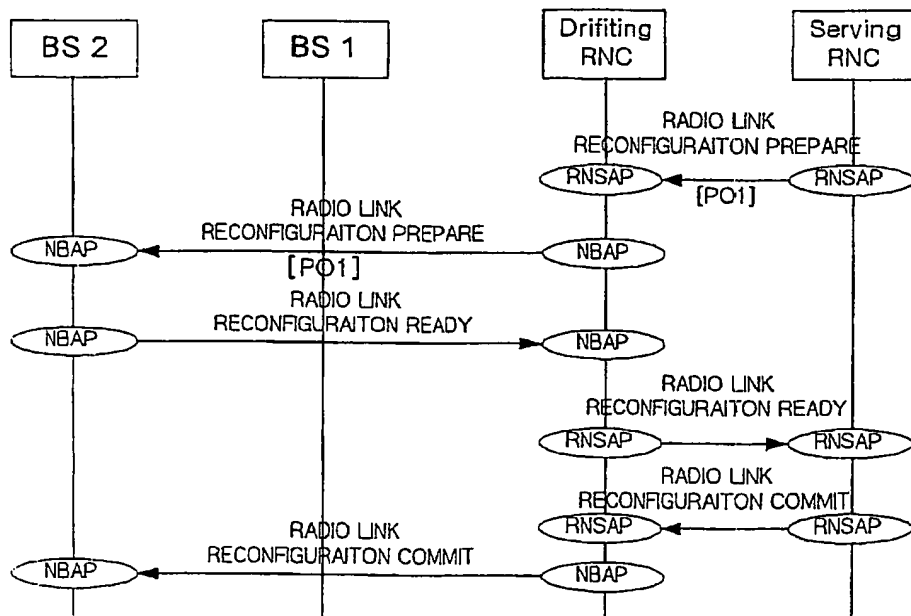 BS 2
BS 1
Drifiting
RNC
Serving
RNC
RADIO LINK
RECONFIGURAITON PREPARE
RNSAP
RNSAP
[PO1]
RADIO LINK
RECONFIGURAITON PREPARE
NBAP
NBAP
[PO1]
RADIO LINK
RECONFIGURAITON READY
NBAP
NBAP
RADIO LINK
RECONFIGURAITON READY
RNSAP
RNSAP
RADIO LINK
RECONFIGURAITON COMMIT
RNSAP
RNSAP
RADIO LINK
RECONFIGURAITON COMMIT
NBAP
NBAP